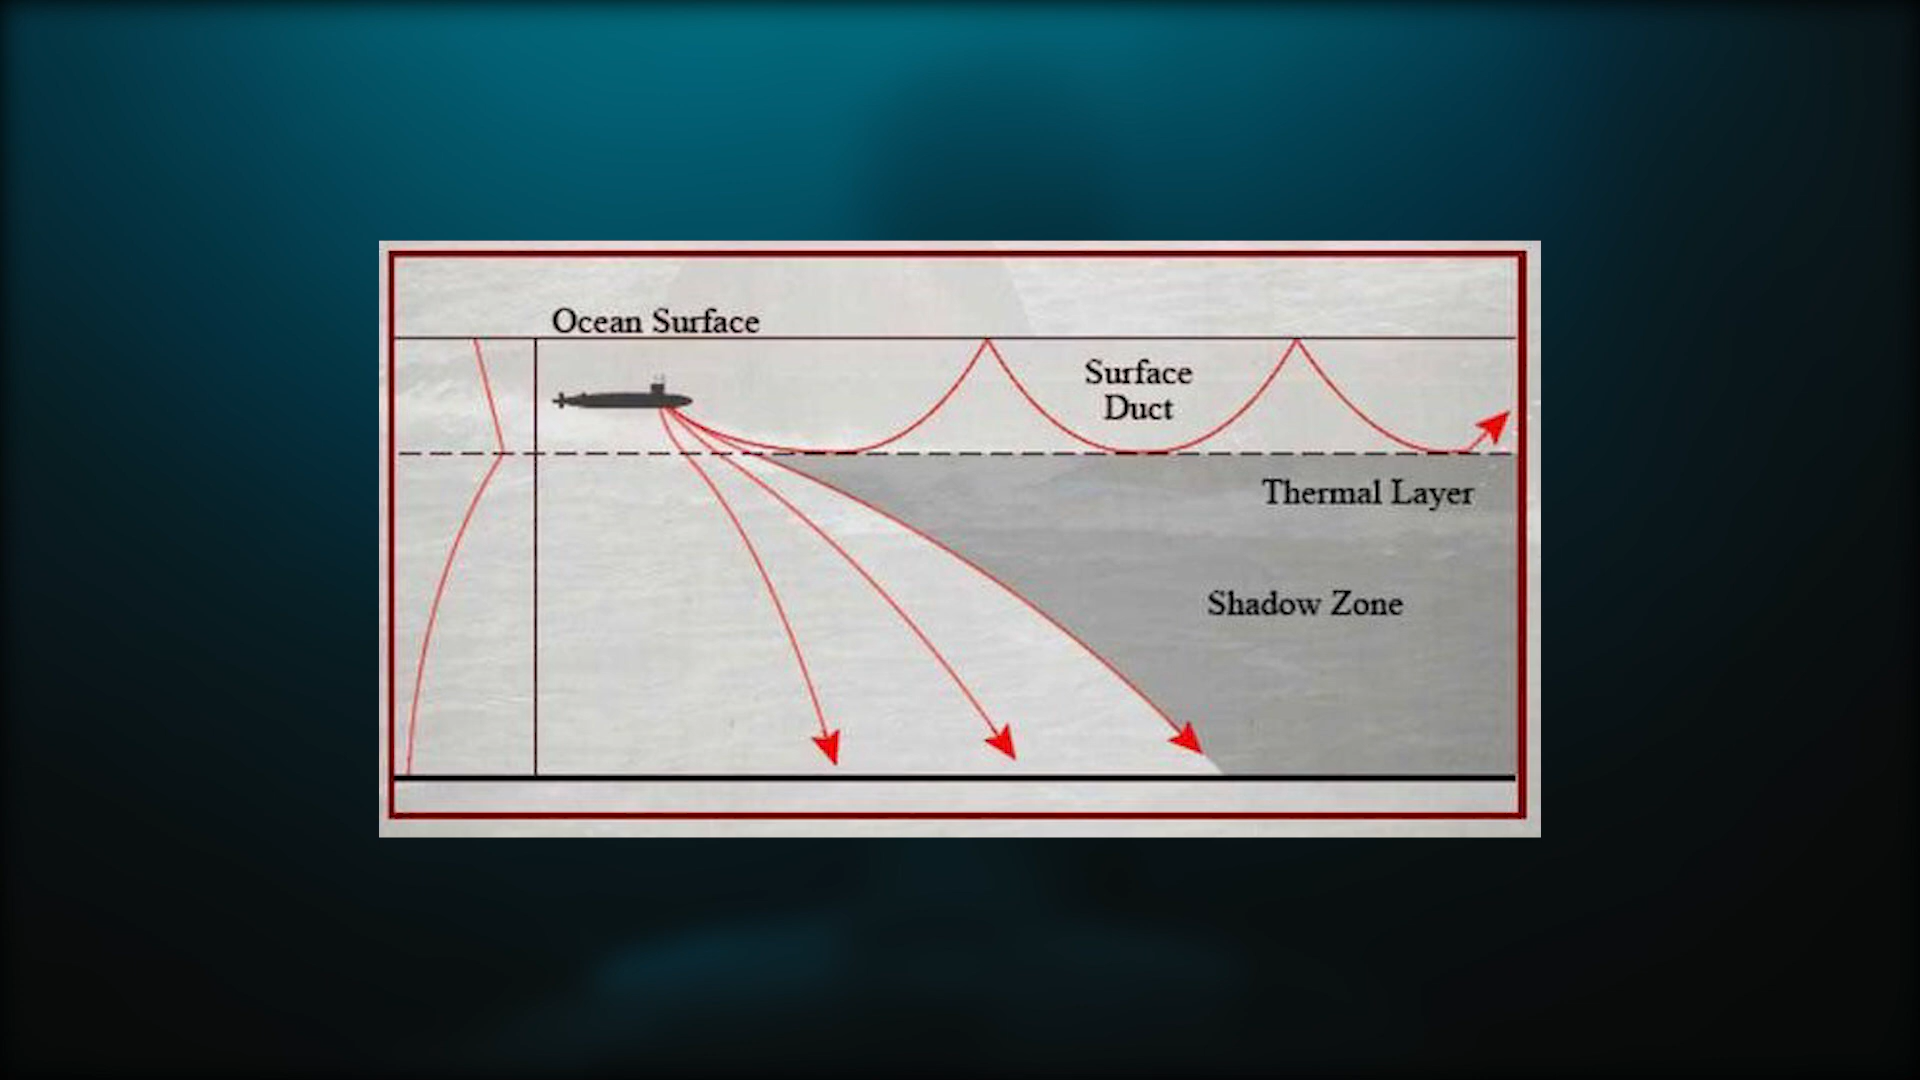 Ocean Surface
Surface
Duct
Thermal Layer
Shadow Zone